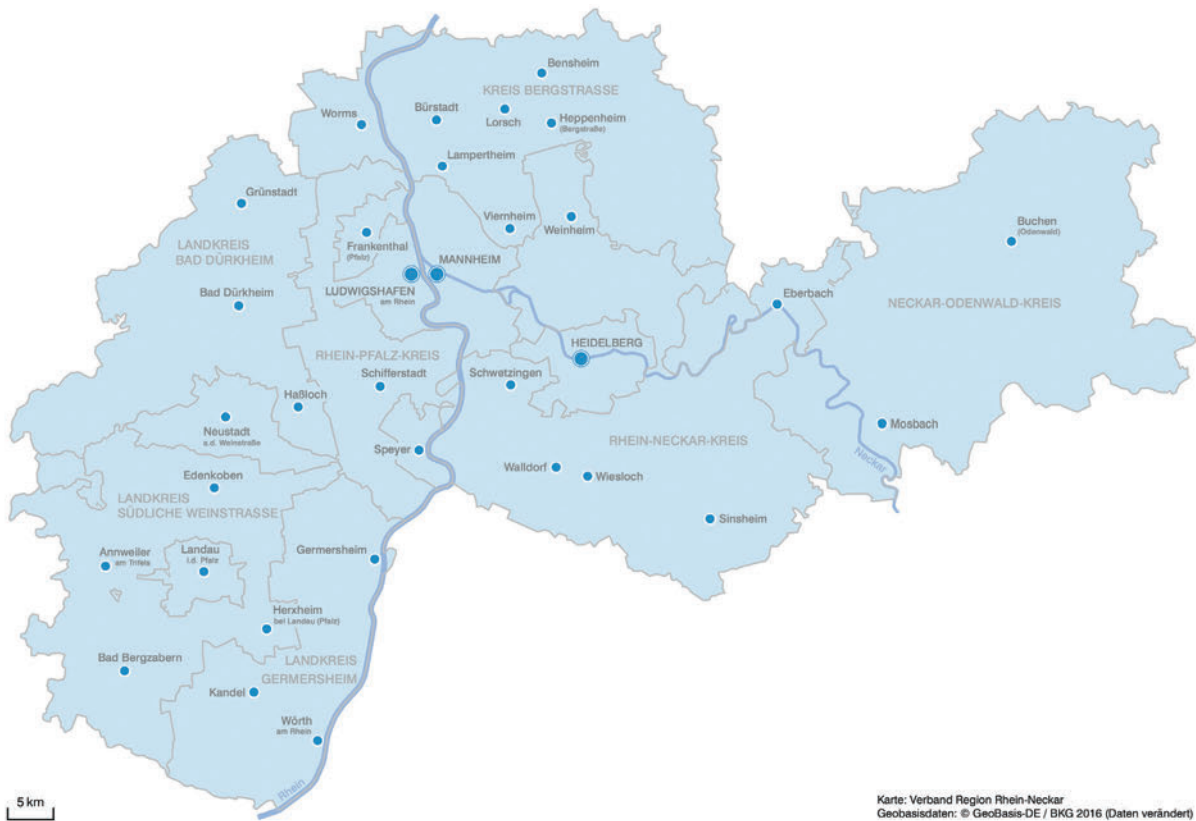 Bensheim
KREIS BERGSTRASSE
Worms
Bürstadt
Lorsch
Heppenheim
(Bergstraße)
Lampertheim
Grünstadt
Viernheim
Weinheim
Buchen
(Odenwald)
LANDKREIS
BAD DÜRKHEIM
Frankenthal
(Pfalz)
MANNHEIM
LUDWIGSHAFEN
am Rhein
Bad Dürkheim
Eberbach
NECKAR-ODENWALD-KREIS
HEIDELBERG
RHEIN-PFALZ-KREIS
Schifferstadt
Schwetzingen
Haßloch
Neustadt
a.d. Weinstraße
Mosbach
Speyer
RHEIN-NECKAR-KREIS
Neckar
Walldorf
Wiesloch
Edenkoben
LANDKREIS
SÜDLICHE WEINSTRASSE
Sinsheim
Annweiler
am Trifels
Landau
i.d. Pfalz
Germersheim
Herxheim
bei Landau (Pfalz)
Bad Bergzabern
LANDKREIS
GERMERSHEIM
Kandel
Wörth
am Rhein
Rhein
5 km
Karte: Verband Region Rhein-Neckar
Geobasisdaten: © GeoBasis-DE / BKG 2016 (Daten verändert)